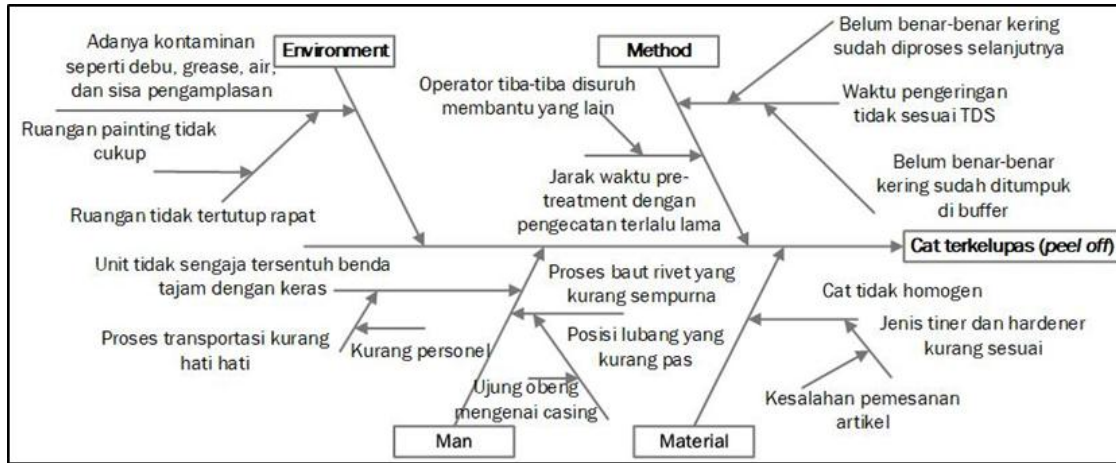 Adanya kontaminan
seperti debu, grease, air,
dan sisa pengamplasan
Environment
Ruangan painting tidak
cukup
Ruangan tidak tertutup rapat
Method
Operator tiba-tiba disuruh
membantu yang lain
Jarak waktu pre-
treatment dengan
pengecatan terlalu lama
Belum benar-benar kering
sudah diproses selanjutnya
Waktu pengeringan
tidak sesuai TDS
Belum benar-benar
kering sudah ditumpuk
di buffer
Cat terkelupas (peel off)
Unit tidak sengaja tersentuh benda
tajam dengan keras
Proses transportasi kurang
hati hati
Kurang personel
Proses baut rivet yang
kurang sempurna
Posisi lubang yang
kurang pas
Ujung obeng
mengenai casing
Man
Cat tidak homogen
Jenis tiner dan hardener
kurang sesuai
Kesalahan pemesanan
artikel
Material